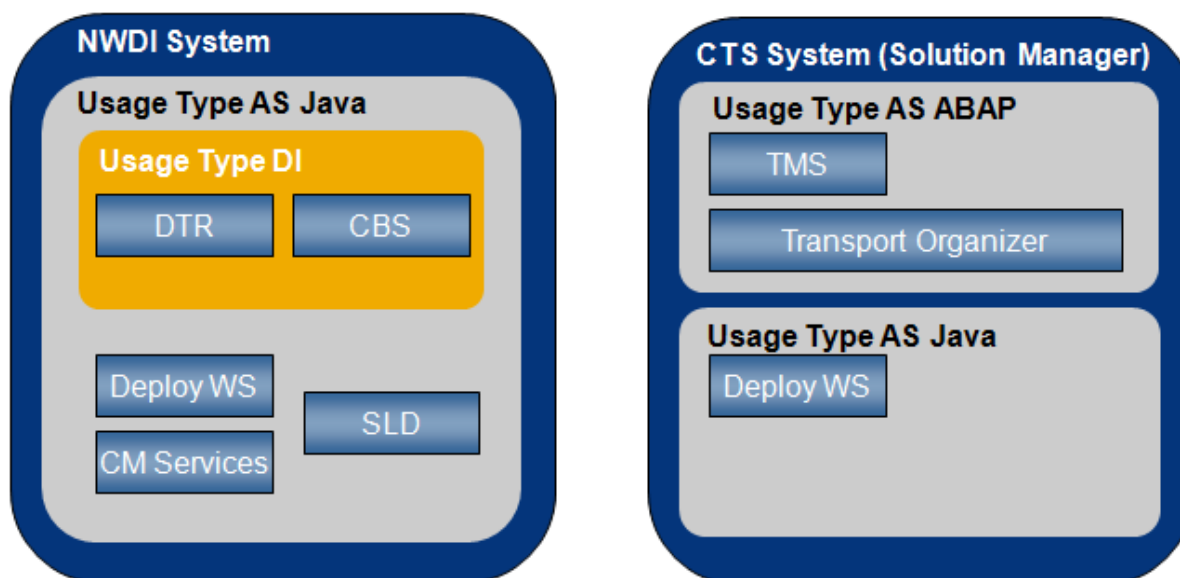 NWDI System
Usage Type AS Java
Usage Type DI
DTR
CBS
Deploy WS
SLD
CM Services
CTS System (Solution Manager)
Usage Type AS ABAP
TMS
Transport Organizer
Usage Type AS Java
Deploy WS